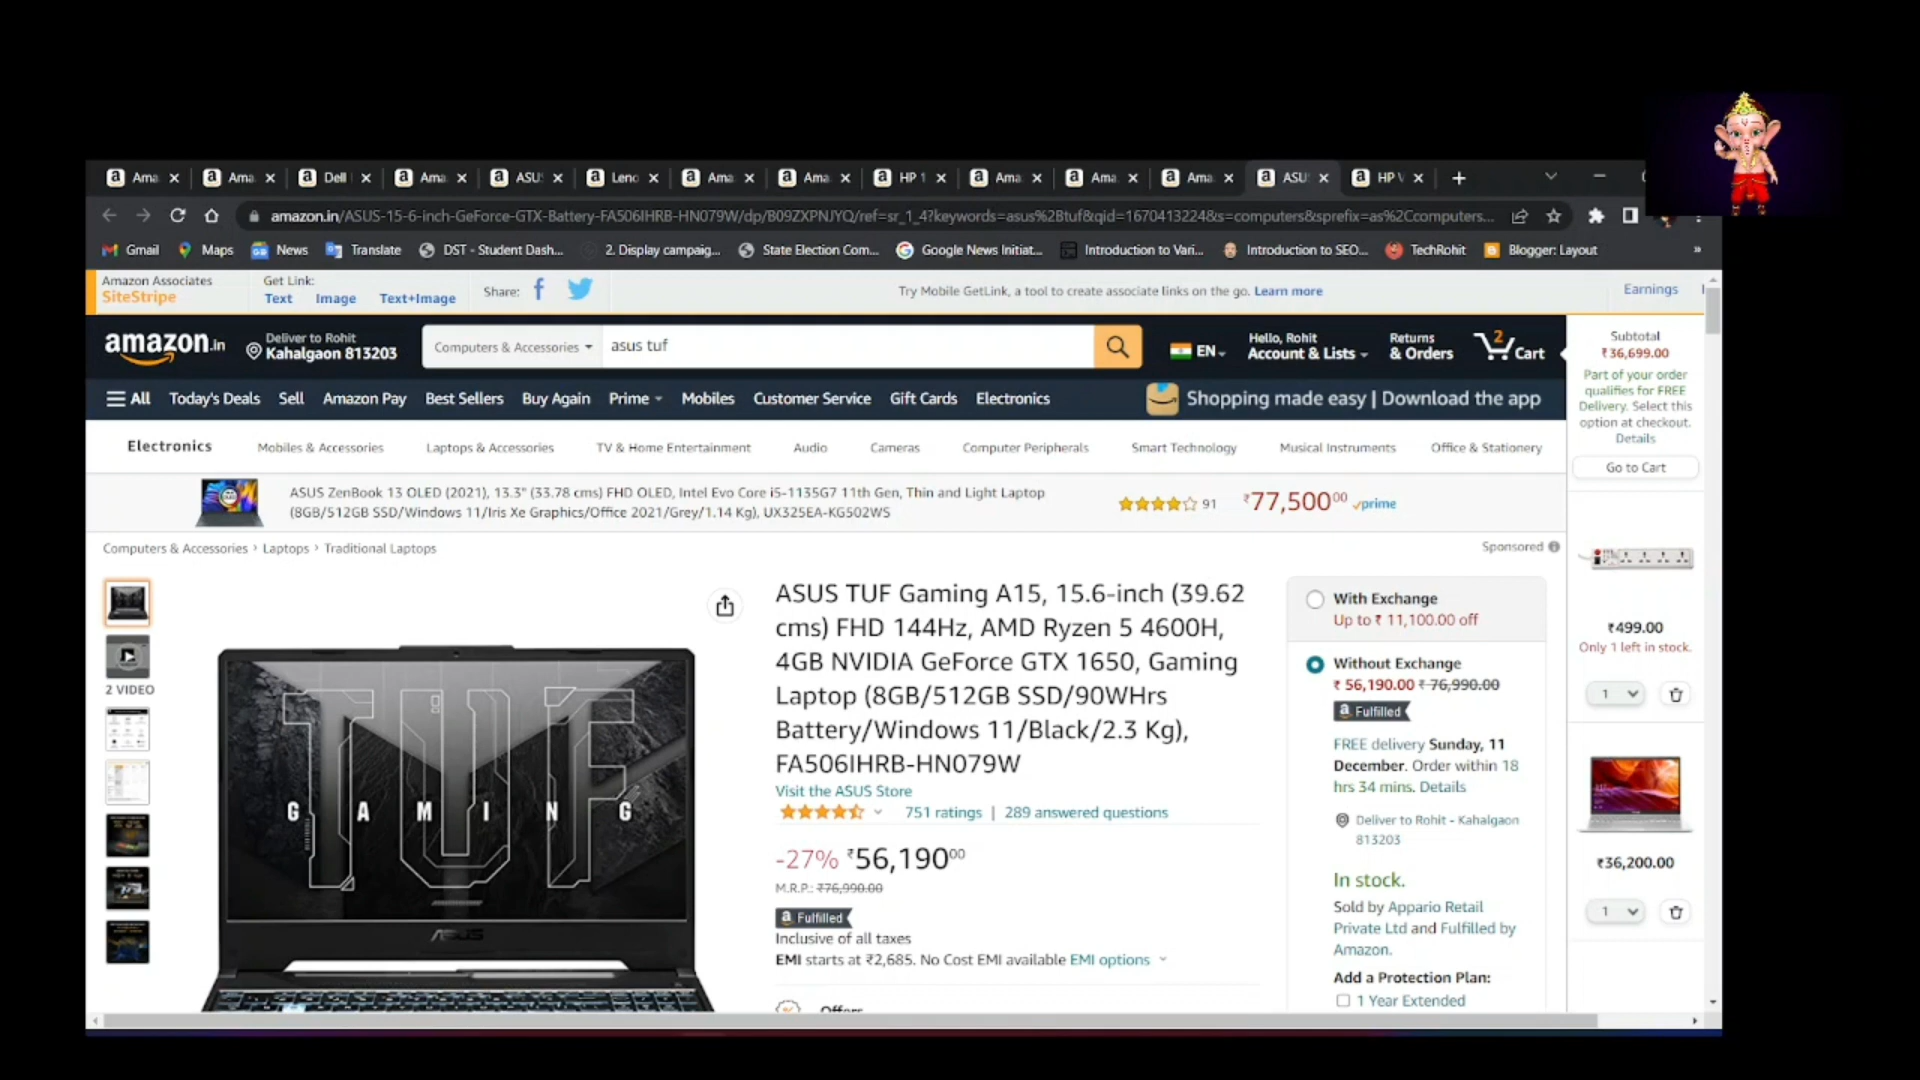 Ama
Ama
Dell
Ama
ASU
Leno
Ama
Ama
HP 1
Ama
Ama
Ama
ASU
HP V
amazon.in/ASUS-15-6-inch-GeForce-GTX-Battery-FA506IHRB-HN079W/dp/B09ZXPNJYQ/ref=sr_1_4?keywords=asus%2Btuf&qid=1670413224&s=computers&sprefix=as%2Ccomputers...
Gmail
Maps
News
Translate
DST - Student Dash...
2. Display campaig...
State Election Com...
Google News Initiat...
Introduction to Vari...
Introduction to SEO...
TechRohit
Blogger: Layout
»
Amazon Associates
SiteStripe
Get Link:
Text Image Text+Image
Share:
Try Mobile GetLink, a tool to create associate links on the go. Learn more
Earnings
amazon.in
Deliver to Rohit
Kahalgaon 813203
Computers & Accessories
asus tuf
EN
Hello, Rohit
Account & Lists
Returns
& Orders
2
Cart
All
Today's Deals
Sell
Amazon Pay
Best Sellers
Buy Again
Prime
Mobiles
Customer Service
Gift Cards
Electronics
Shopping made easy | Download the app
Electronics
Mobiles & Accessories
Laptops & Accessories
TV & Home Entertainment
Audio
Cameras
Computer Peripherals
Smart Technology
Musical Instruments
Office & Stationery
ASUS ZenBook 13 OLED (2021), 13.3" (33.78 cms) FHD OLED, Intel Evo Core i5-1135G7 11th Gen, Thin and Light Laptop
(8GB/512GB SSD/Windows 11/Iris Xe Graphics/Office 2021/Grey/1.14 Kg), UX325EA-KG502WS
91
₹77,50000
prime
Computers & Accessories › Laptops › Traditional Laptops
Sponsored
2 VIDEO
TUF
GAMING
ASUS
ASUS TUF Gaming A15, 15.6-inch (39.62
cms) FHD 144Hz, AMD Ryzen 5 4600H,
4GB NVIDIA GeForce GTX 1650, Gaming
Laptop (8GB/512GB SSD/90WHrs
Battery/Windows 11/Black/2.3 Kg),
FA506IHRB-HN079W
Visit the ASUS Store
751 ratings | 289 answered questions
-27% ₹56,19000
M.R.P.: ₹76,990.00
a Fulfilled
Inclusive of all taxes
EMI starts at ₹2,685. No Cost EMI available EMI options
Offers
With Exchange
Up to ₹ 11,100.00 off
Without Exchange
₹ 56,190.00 ₹ 76,990.00
a Fulfilled
FREE delivery Sunday, 11
December. Order within 18
hrs 34 mins. Details
Deliver to Rohit - Kahalgaon
813203
In stock.
Sold by Appario Retail
Private Ltd and Fulfilled by
Amazon.
Add a Protection Plan:
1 Year Extended
Subtotal
₹36,699.00
Part of your order
qualifies for FREE
Delivery. Select this
option at checkout.
Details
Go to Cart
₹499.00
Only 1 left in stock.
1
₹36,200.00
1